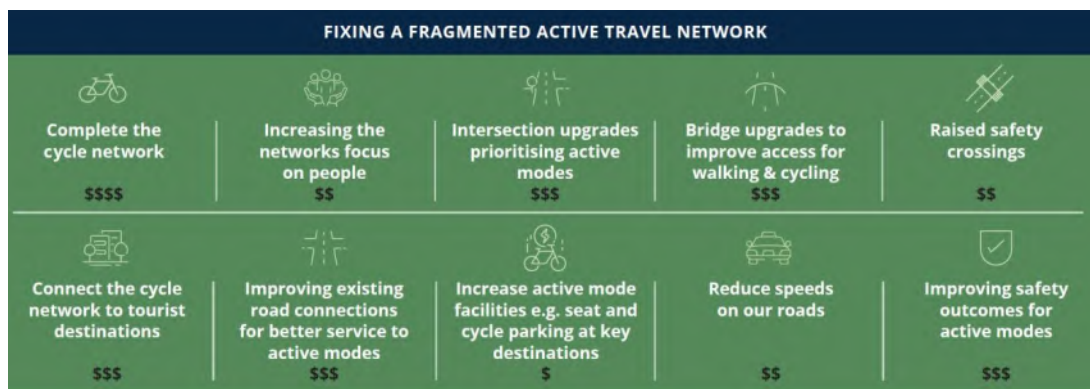 FIXING A FRAGMENTED ACTIVE TRAVEL NETWORK
Complete the
cycle network
$$$$
Increasing the
networks focus
on people
$$
Intersection upgrades
prioritising active
modes
$$$
Bridge upgrades to
improve access for
walking & cycling
$$$
Raised safety
crossings
$$
Connect the cycle
network to tourist
destinations
$$$
Improving existing
road connections
for better service to
active modes
$$$
Increase active mode
facilities e.g. seat and
cycle parking at key
destinations
$
Reduce speeds
on our roads
$$
Improving safety
outcomes for
active modes
$$$